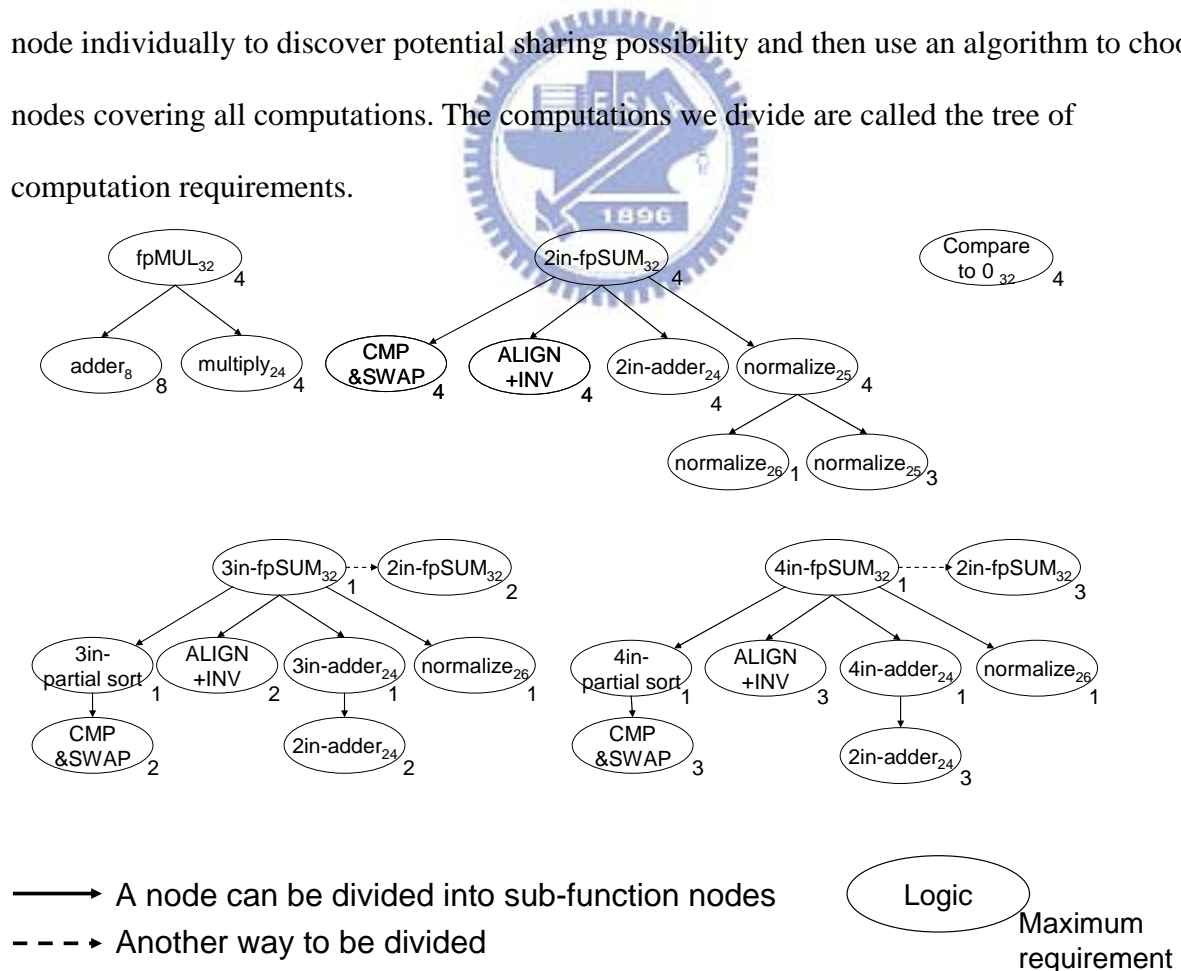 node individually to discover potential sharing possibility and then use an algorithm to choo
nodes covering all computations. The computations we divide are called the tree of
computation requirements.
1896
fpMUL32 4
2in-fpSUM32 4
Compare
to 0 32 4
adder8 8
multiply24 4
CMP
&SWAP 4
ALIGN
+INV 4
2in-adder24 4
normalize25 4
normalize26 1
normalize25 3
3in-fpSUM32 1
2in-fpSUM32 2
4in-fpSUM32 1
2in-fpSUM32 3
3in-
partial sort 1
ALIGN
+INV 2
3in-adder24 1
normalize26 1
4in-
partial sort 1
ALIGN
+INV 3
4in-adder24 1
normalize26 1
CMP
&SWAP 2
2in-adder24 2
CMP
&SWAP 3
2in-adder24 3
A node can be divided into sub-function nodes
Another way to be divided
Logic
Maximum
requirement